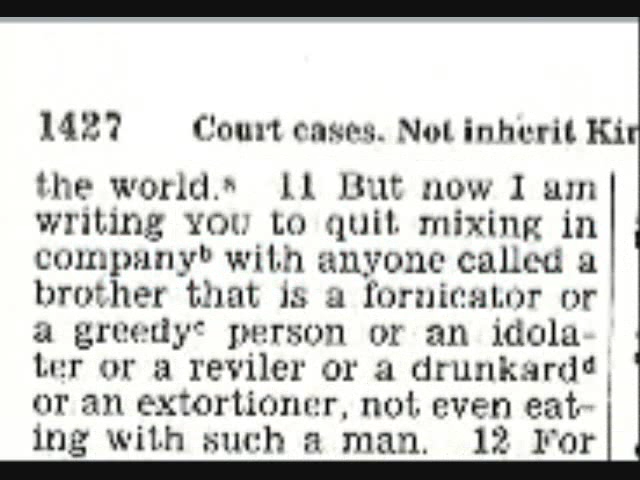 1427 Court cases. Not inherit Kin
the world.ᵃ 11 But now I am
writing YOU to quit mixing in
companyᵇ with anyone called a
brother that is a fornicator or
a greedyᶜ person or an idola-
ter or a reviler or a drunkardᵈ
or an extortioner, not even eat-
ing with such a man. 12 For